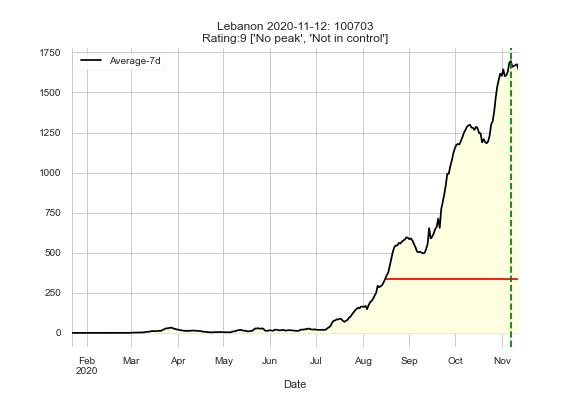 Lebanon 2020-11-12: 100703
Rating:9 ['No peak', 'Not in control']
Average-7d
1750
1500
1250
1000
750
500
250
0
Feb Mar Apr May Jun Jul Aug Sep Oct Nov
2020
Date